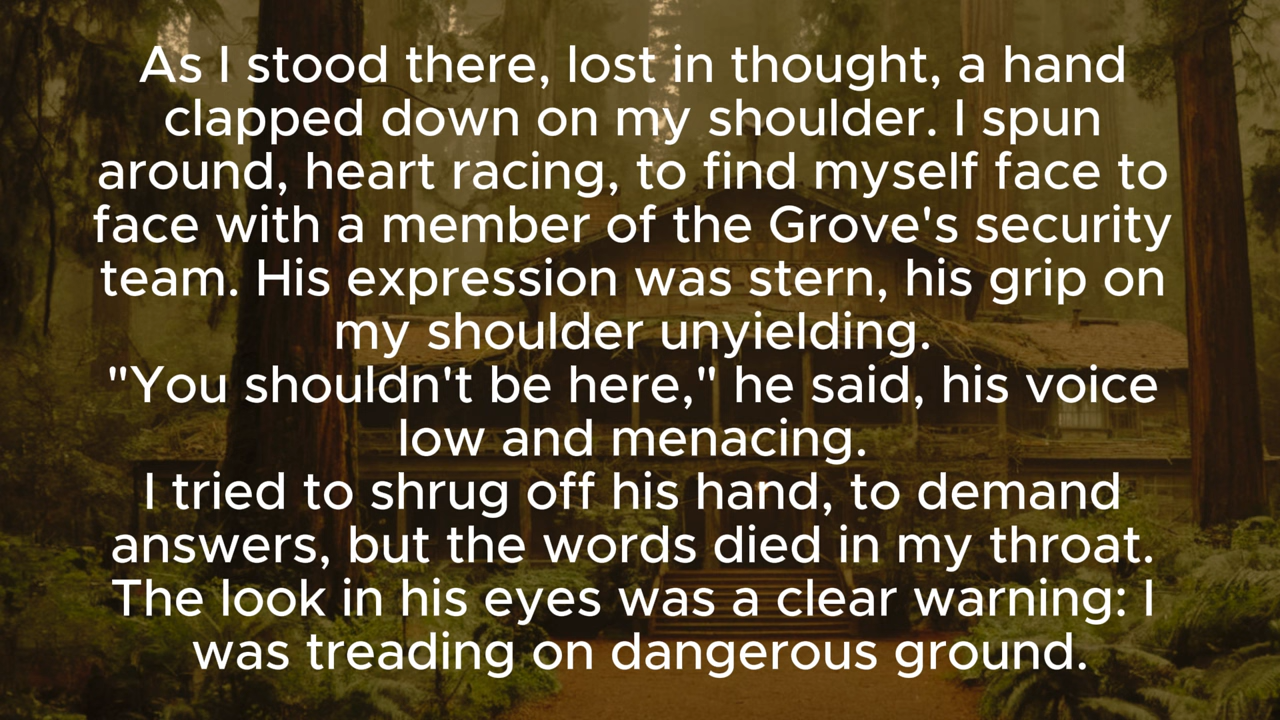 As I stood there, lost in thought, a hand
clapped down on my shoulder. I spun
around, heart racing, to find myself face to
face with a member of the Grove's security
team. His expression was stern, his grip on
my shoulder unyielding.
"You shouldn't be here," he said, his voice
low and menacing.
I tried to shrug off his hand, to demand
answers, but the words died in my throat.
The look in his eyes was a clear warning: I
was treading on dangerous ground.